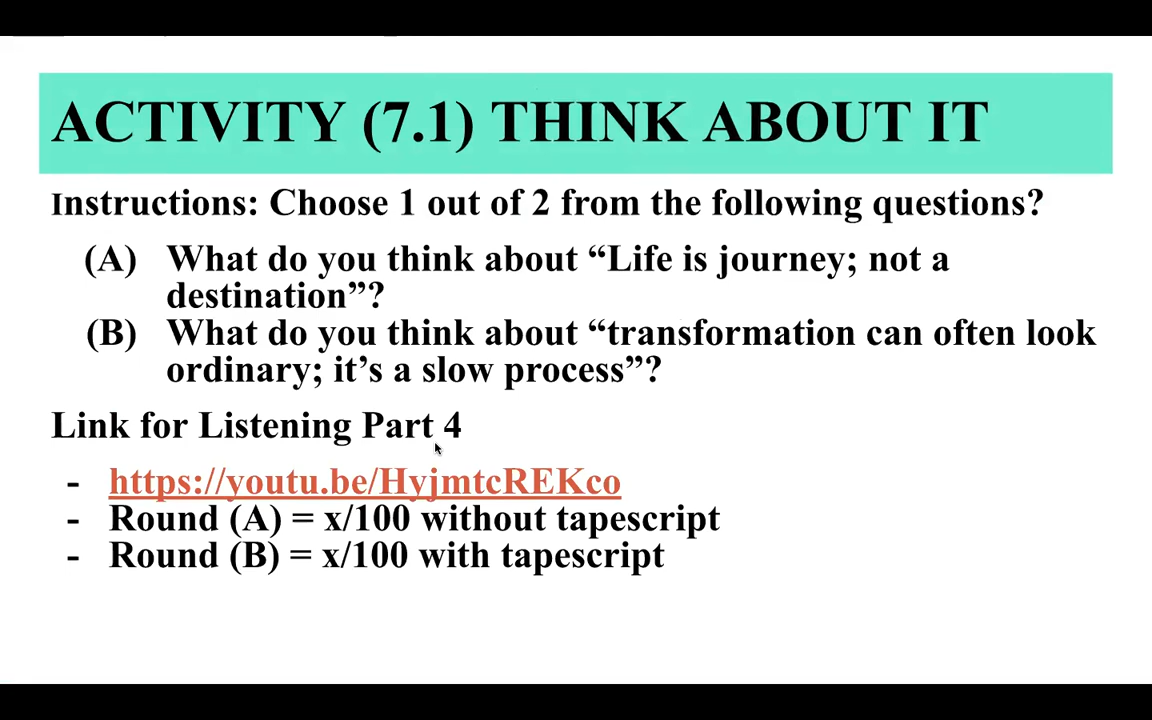 ACTIVITY (7.1) THINK ABOUT IT
Instructions: Choose 1 out of 2 from the following questions?
(A) What do you think about “Life is journey; not a
destination”?
(B) What do you think about “transformation can often look
ordinary; it’s a slow process”?
Link for Listening Part 4
- https://youtu.be/HyjmtcREKco
- Round (A) = x/100 without tapescript
- Round (B) = x/100 with tapescript